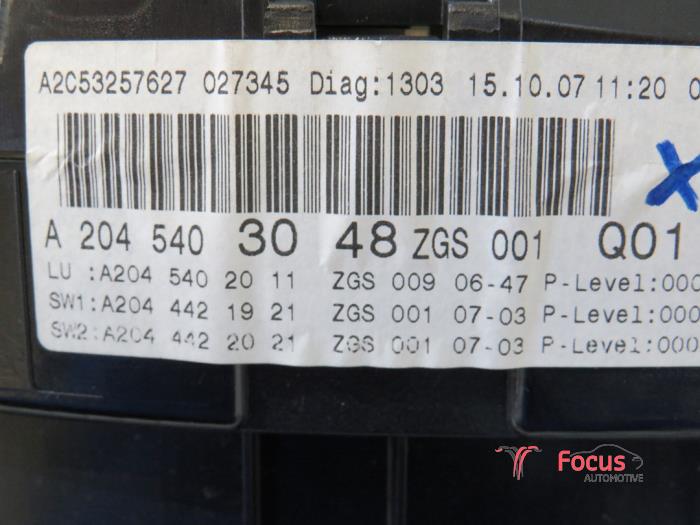 A2C53257627 027345 Diag:1303 15.10.07 11:20
A 204 540 30 48 ZGS 001 Q01
LU :A204 540 20 11 ZGS 009 06-47 P-Level:000
SW1:A204 442 19 21 ZGS 001 07-03 P-Level:000
SW2:A204 442 20 21 ZGS 001 07-03 P-Level:000
Focus
AUTOMOTIVE